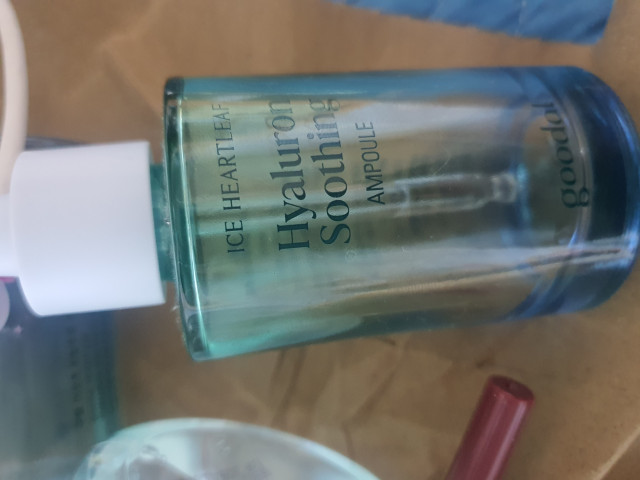 ICE HEARTLEAF
Hyaluron
Soothing
AMPOULE
goodal